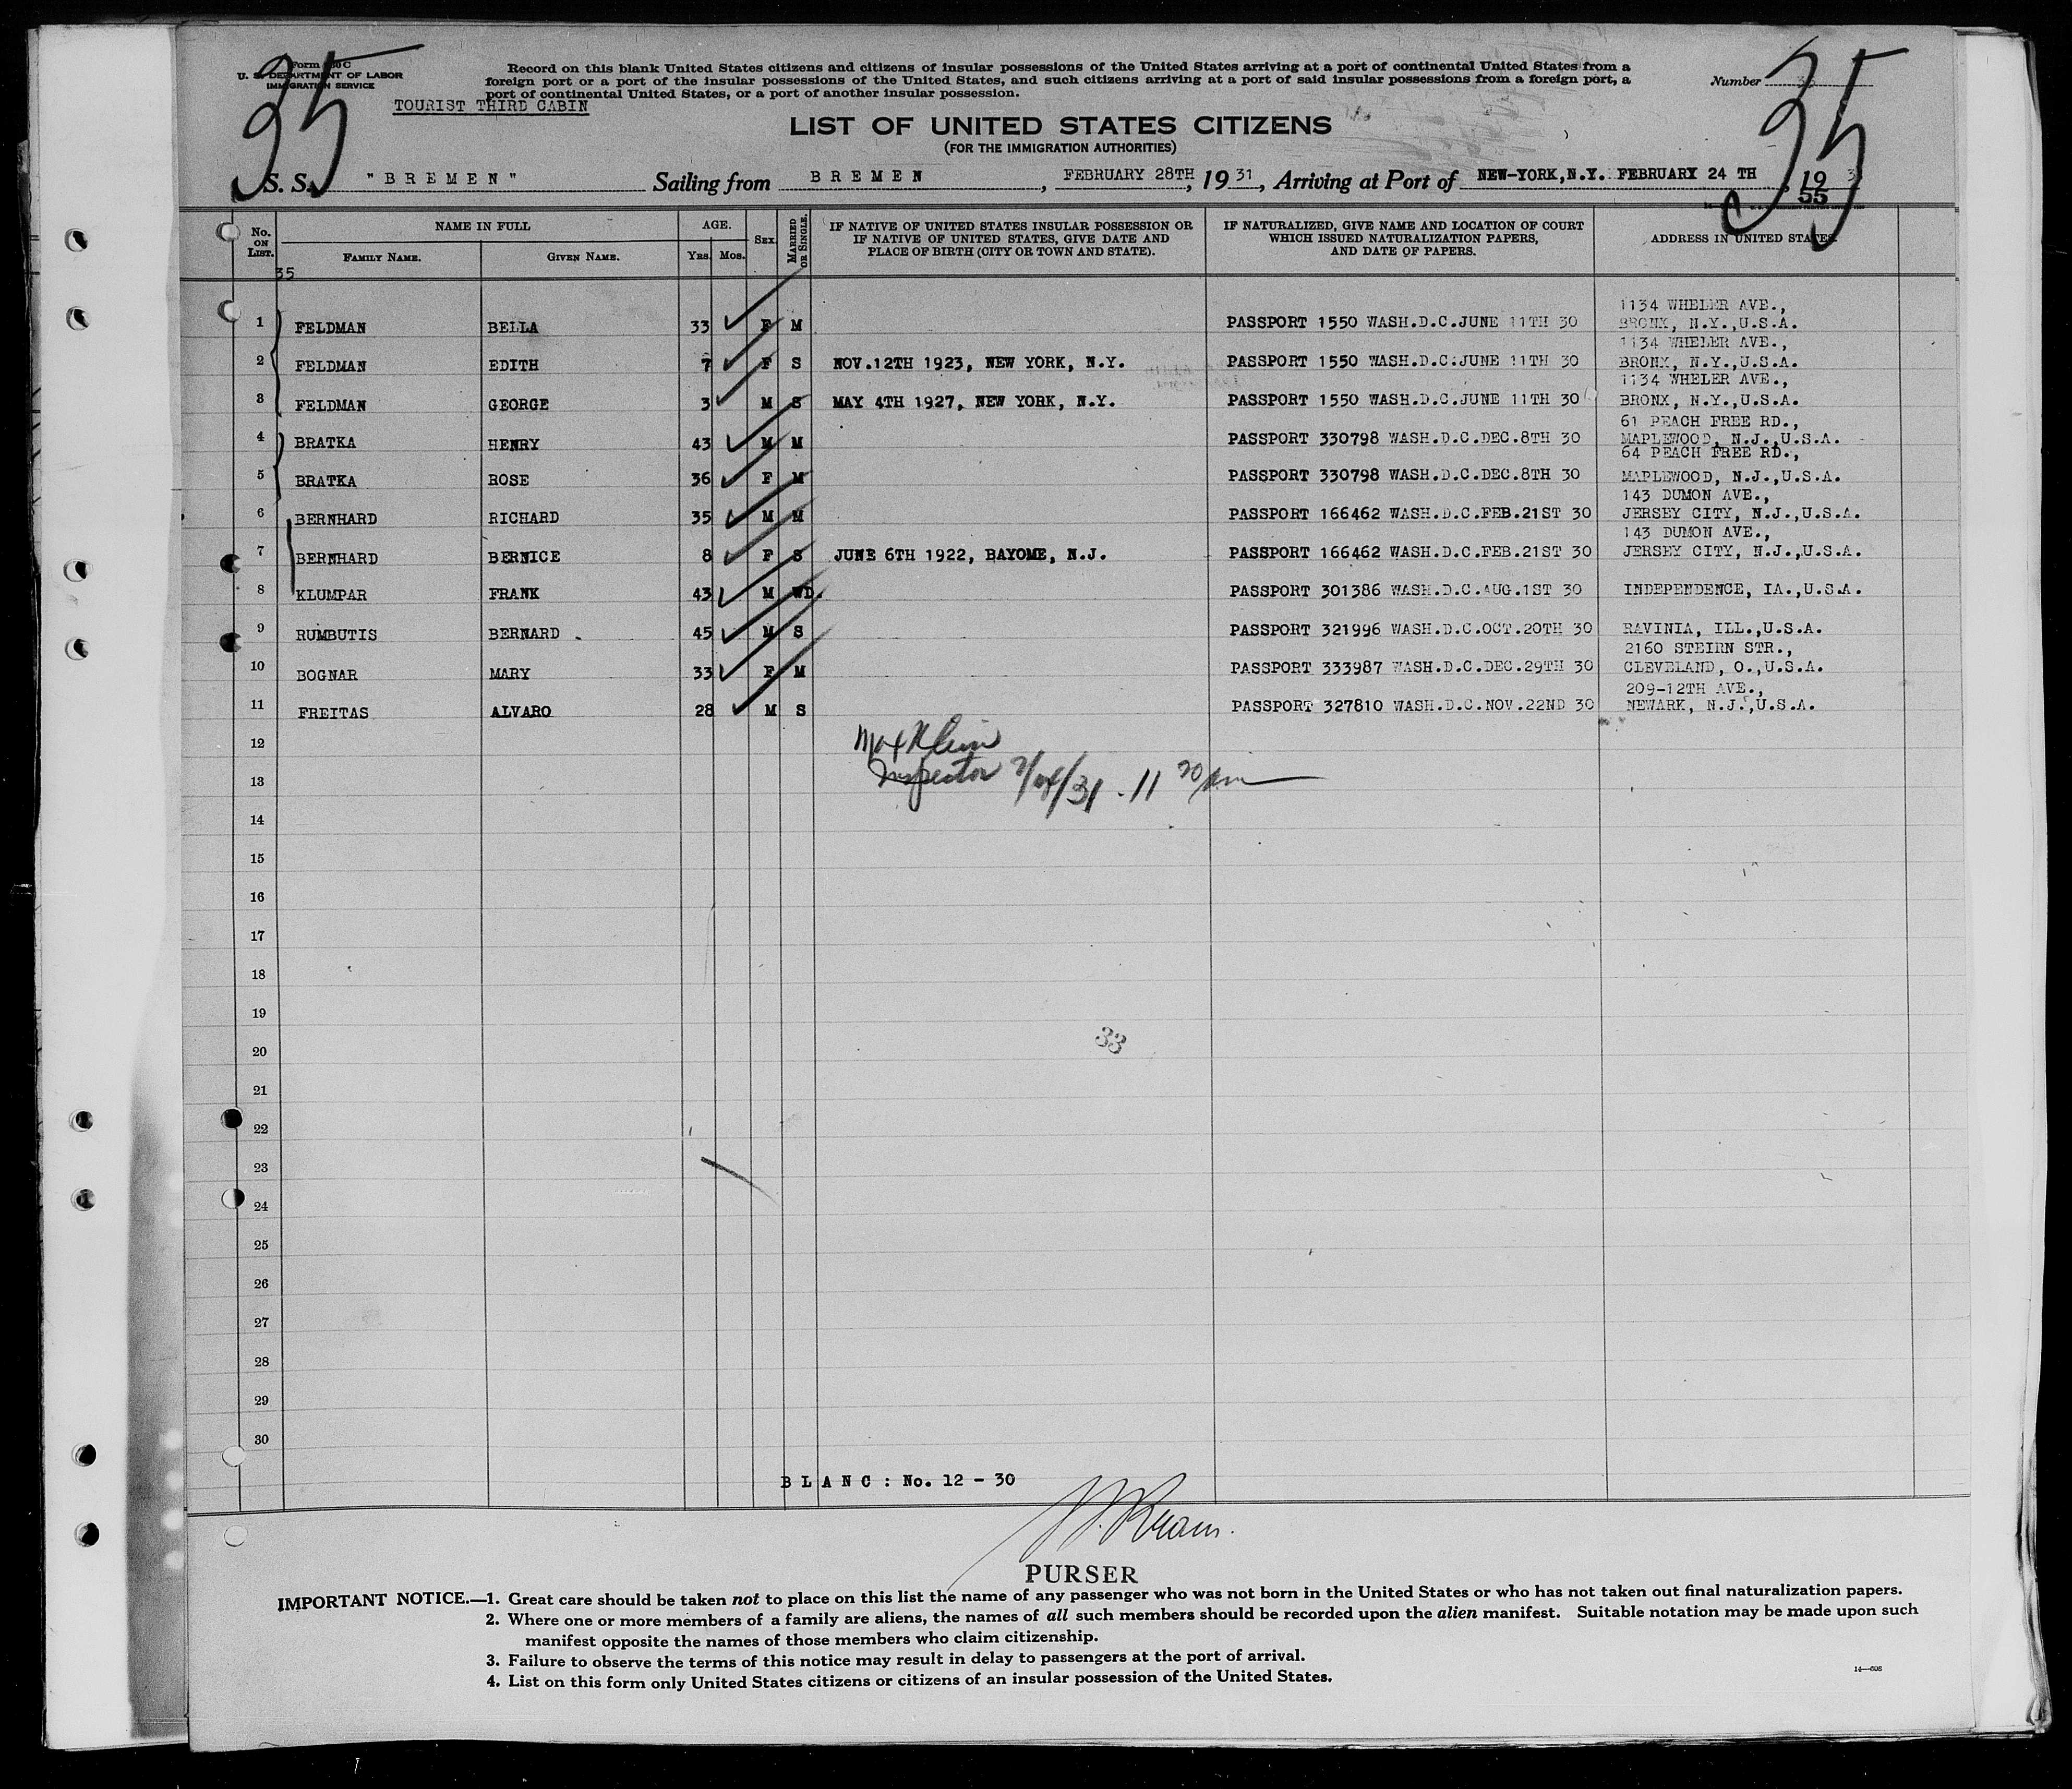 35
U. S. DEPARTMENT OF LABOR
IMMIGRATION SERVICE
TOURIST THIRD CABIN
Record on this blank United States citizens and citizens of insular possessions of the United States arriving at a port of continental United States from a
foreign port or a port of the insular possessions of the United States, and such citizens arriving at a port of said insular possessions from a foreign port, a
port of continental United States, or a port of another insular possession.
Number
35
LIST OF UNITED STATES CITIZENS
(FOR THE IMMIGRATION AUTHORITIES)
S. S. "BREMEN" Sailing from BREMEN, FEBRUARY 28TH, 1931, Arriving at Port of NEW-YORK,N.Y. FEBRUARY 24 TH, 193
55
No. ON LIST. NAME IN FULL FAMILY NAME. GIVEN NAME. AGE. YRS. MOS. SEX. MARRIED OR SINGLE. IF NATIVE OF UNITED STATES INSULAR POSSESSION OR IF NATIVE OF UNITED STATES, GIVE DATE AND PLACE OF BIRTH (CITY OR TOWN AND STATE). IF NATURALIZED, GIVE NAME AND LOCATION OF COURT WHICH ISSUED NATURALIZATION PAPERS, AND DATE OF PAPERS. ADDRESS IN UNITED STATES.
35
1 FELDMAN BELLA 33 F M PASSPORT 1550 WASH.D.C.JUNE 11TH 30 1134 WHELER AVE., BRONX, N.Y.,U.S.A.
2 FELDMAN EDITH 7 F S NOV.12TH 1923, NEW YORK, N.Y. PASSPORT 1550 WASH.D.C.JUNE 11TH 30 1134 WHELER AVE., BRONX, N.Y.,U.S.A.
3 FELDMAN GEORGE 3 M S MAY 4TH 1927, NEW YORK, N.Y. PASSPORT 1550 WASH.D.C.JUNE 11TH 30 1134 WHELER AVE., BRONX, N.Y.,U.S.A.
4 BRATKA HENRY 43 M M PASSPORT 330798 WASH.D.C.DEC.8TH 30 61 PEACH FREE RD., MAPLEWOOD, N.J.,U.S.A.
5 BRATKA ROSE 36 F M PASSPORT 330798 WASH.D.C.DEC.8TH 30 64 PEACH FREE RD., MAPLEWOOD, N.J.,U.S.A.
6 BERNHARD RICHARD 35 M M PASSPORT 166462 WASH.D.C.FEB.21ST 30 143 DUMON AVE., JERSEY CITY, N.J.,U.S.A.
7 BERNHARD BERNICE 8 F S JUNE 6TH 1922, BAYOME, N.J. PASSPORT 166462 WASH.D.C.FEB.21ST 30 143 DUMON AVE., JERSEY CITY, N.J.,U.S.A.
8 KLUMPAR FRANK 43 M WD. PASSPORT 301386 WASH.D.C.AUG.1ST 30 INDEPENDENCE, IA.,U.S.A.
9 RUMBUTIS BERNARD 45 M S PASSPORT 321996 WASH.D.C.OCT.20TH 30 RAVINIA, ILL.,U.S.A.
10 BOGNAR MARY 33 F M PASSPORT 333987 WASH.D.C.DEC.29TH 30 2160 STEIRN STR., CLEVELAND, O.,U.S.A.
11 FREITAS ALVARO 28 M S PASSPORT 327810 WASH.D.C.NOV.22ND 30 209-12TH AVE., NEWARK, N.J.,U.S.A.
12
Max Klein
Inspector 2/24/31 - 11 20 pm
13
14
15
16
17
18
19
33
20
21
22
23
24
25
26
27
28
29
30
BLANC: No. 12 - 30
PURSER
IMPORTANT NOTICE.—1. Great care should be taken not to place on this list the name of any passenger who was not born in the United States or who has not taken out final naturalization papers.
2. Where one or more members of a family are aliens, the names of all such members should be recorded upon the alien manifest. Suitable notation may be made upon such
manifest opposite the names of those members who claim citizenship.
3. Failure to observe the terms of this notice may result in delay to passengers at the port of arrival.
4. List on this form only United States citizens or citizens of an insular possession of the United States.